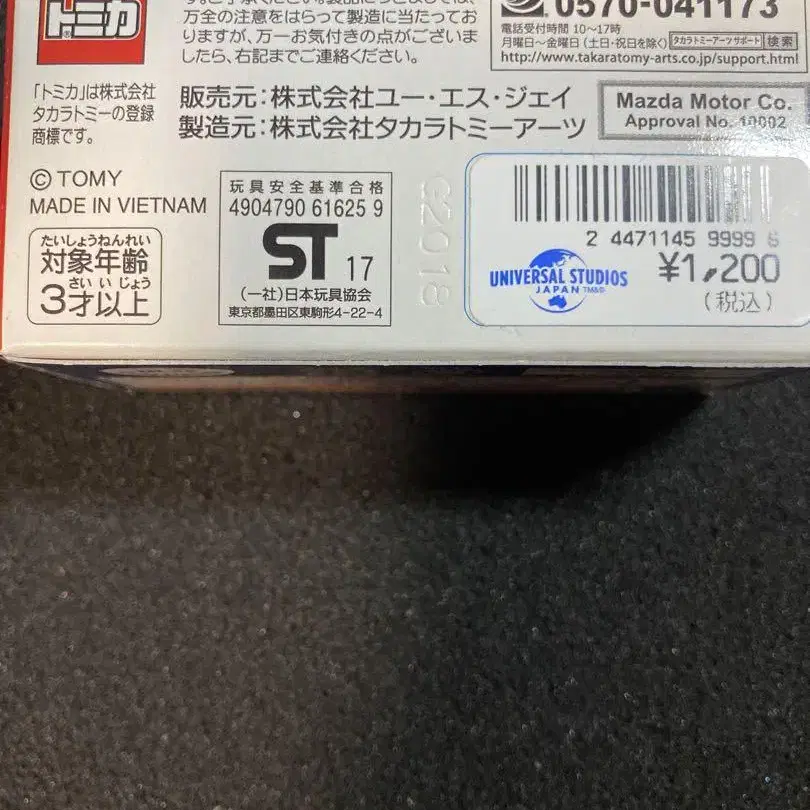 トミカ
万全の注意をはらって製造に当たってお
りますが、万一お気付きの点がございま
したら、右記までご連絡ください。
0570-041173
電話受付時間 10～17時
月曜日～金曜日(土・日・祝日を除く) タカラトミーアーツサポート 検索
http://www.takaratomy-arts.co.jp/support.html
「トミカ」は株式会社
タカラトミーの登録
商標です。
販売元:株式会社ユー・エス・ジェイ
製造元:株式会社タカラトミーアーツ
Mazda Motor Co.
Approval No. 10002
© TOMY
MADE IN VIETNAM
たいしょうねんれい
対象年齢
さい いじょう
3才以上
玩具安全基準合格
4904790 61625 9
ST 17
(一社)日本玩具協会
東京都墨田区東駒形4-22-4
G2018
2 4471145 9999 6
UNIVERSAL STUDIOS
JAPAN TM&®
¥1,200
(税込)